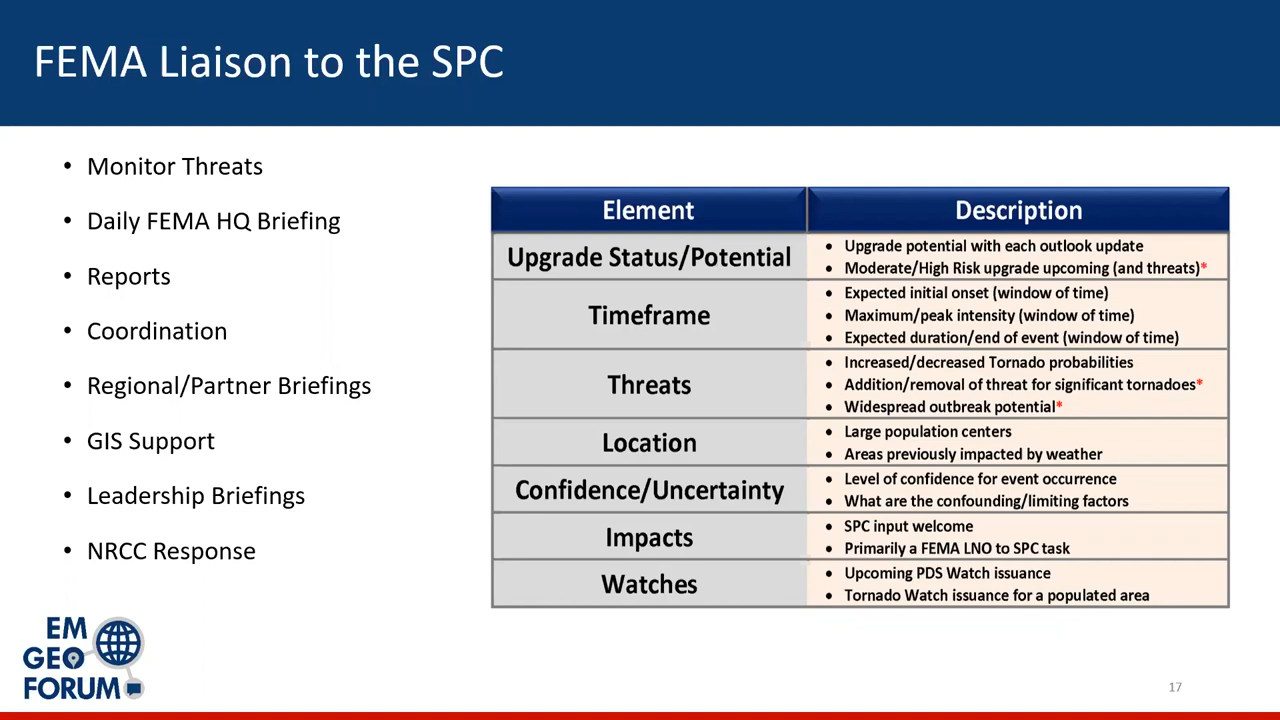 FEMA Liaison to the SPC
• Monitor Threats
• Daily FEMA HQ Briefing
• Reports
• Coordination
• Regional/Partner Briefings
• GIS Support
• Leadership Briefings
• NRCC Response
Element Description
Upgrade Status/Potential
• Upgrade potential with each outlook update
• Moderate/High Risk upgrade upcoming (and threats)*
Timeframe
• Expected initial onset (window of time)
• Maximum/peak intensity (window of time)
• Expected duration/end of event (window of time)
Threats
• Increased/decreased Tornado probabilities
• Addition/removal of threat for significant tornadoes*
• Widespread outbreak potential*
Location
• Large population centers
• Areas previously impacted by weather
Confidence/Uncertainty
• Level of confidence for event occurrence
• What are the confounding/limiting factors
Impacts
• SPC input welcome
• Primarily a FEMA LNO to SPC task
Watches
• Upcoming PDS Watch issuance
• Tornado Watch issuance for a populated area
EM
GEO
FORUM
17